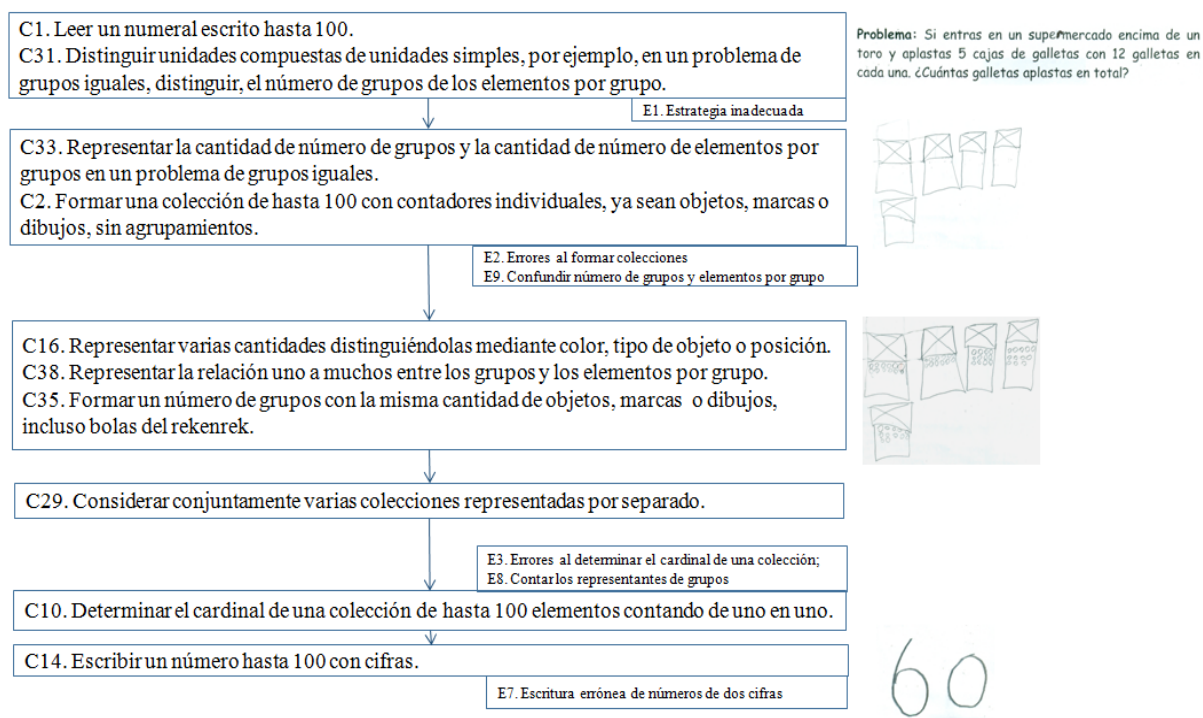 C1. Leer un numeral escrito hasta 100.
C31. Distinguir unidades compuestas de unidades simples, por ejemplo, en un problema de
grupos iguales, distinguir, el número de grupos de los elementos por grupo.
Problema: Si entras en un supermercado encima de un
toro y aplastas 5 cajas de galletas con 12 galletas en
cada una. ¿Cuántas galletas aplastas en total?
E1. Estrategia inadecuada
C33. Representar la cantidad de número de grupos y la cantidad de número de elementos por
grupos en un problema de grupos iguales.
C2. Formar una colección de hasta 100 con contadores individuales, ya sean objetos, marcas o
dibujos, sin agrupamientos.
E2. Errores al formar colecciones
E9. Confundir número de grupos y elementos por grupo
C16. Representar varias cantidades distinguiéndolas mediante color, tipo de objeto o posición.
C38. Representar la relación uno a muchos entre los grupos y los elementos por grupo.
C35. Formar un número de grupos con la misma cantidad de objetos, marcas o dibujos,
incluso bolas del rekenrek.
C29. Considerar conjuntamente varias colecciones representadas por separado.
E3. Errores al determinar el cardinal de una colección;
E8. Contar los representantes de grupos
C10. Determinar el cardinal de una colección de hasta 100 elementos contando de uno en uno.
C14. Escribir un número hasta 100 con cifras.
E7. Escritura errónea de números de dos cifras
60